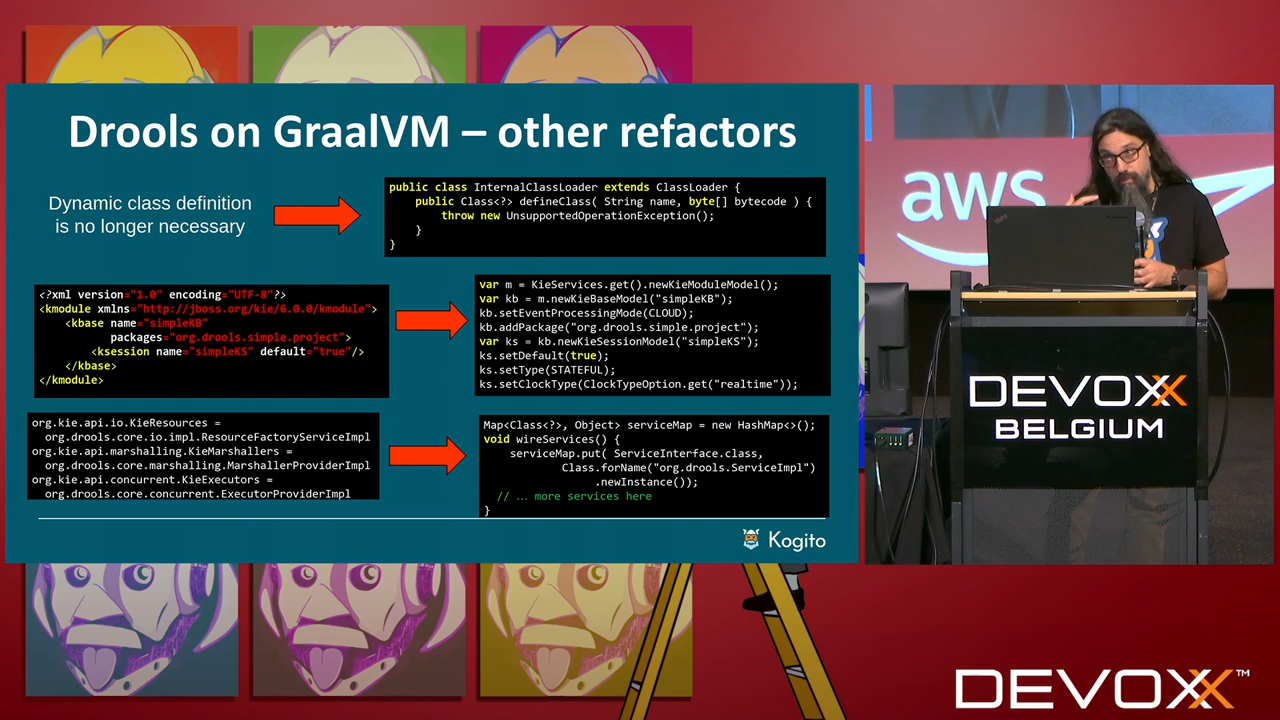 Drools on GraalVM – other refactors
Dynamic class definition
is no longer necessary
public class InternalClassLoader extends ClassLoader {
public Class<?> defineClass( String name, byte[] bytecode ) {
throw new UnsupportedOperationException();
}
}
<?xml version="1.0" encoding="UTF-8"?>
<kmodule xmlns="http://jboss.org/kie/6.0.0/kmodule">
<kbase name="simpleKB"
packages="org.drools.simple.project">
<ksession name="simpleKS" default="true"/>
</kbase>
</kmodule>
var m = KieServices.get().newKieModuleModel();
var kb = m.newKieBaseModel("simpleKB");
kb.setEventProcessingMode(CLOUD);
kb.addPackage("org.drools.simple.project");
var ks = kb.newKieSessionModel("simpleKS");
ks.setDefault(true);
ks.setType(STATEFUL);
ks.setClockType(ClockTypeOption.get("realtime"));
org.kie.api.io.KieResources =
org.drools.core.io.impl.ResourceFactoryServiceImpl
org.kie.api.marshalling.KieMarshallers =
org.drools.core.marshalling.MarshallerProviderImpl
org.kie.api.concurrent.KieExecutors =
org.drools.core.concurrent.ExecutorProviderImpl
Map<Class<?>, Object> serviceMap = new HashMap<>();
void wireServices() {
serviceMap.put( ServiceInterface.class,
Class.forName("org.drools.ServiceImpl")
.newInstance());
// … more services here
}
Kogito
aws
DEVOXX
BELGIUM
DEVOXX™